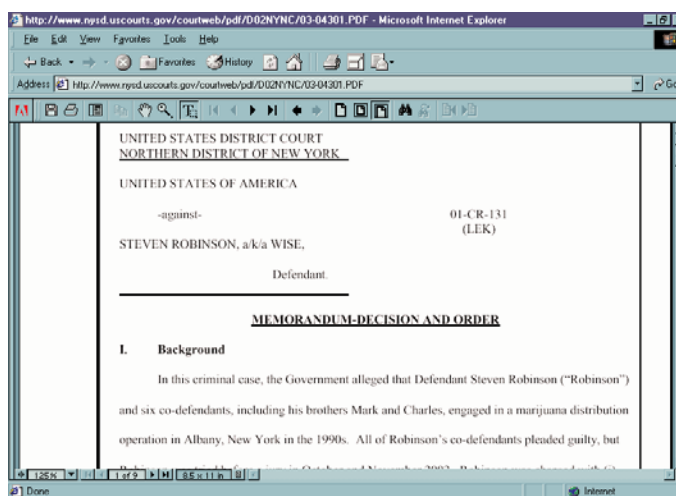 http://www.nysd.uscourts.gov/courtweb/pdf/D02NYNC/03-04301.PDF - Microsoft Internet Explorer
File Edit View Favorites Tools Help
Back Favorites History
Address http://www.nysd.uscourts.gov/courtweb/pdf/D02NYNC/03-04301.PDF Go
UNITED STATES DISTRICT COURT
NORTHERN DISTRICT OF NEW YORK
UNITED STATES OF AMERICA
-against- 01-CR-131
(LEK)
STEVEN ROBINSON, a/k/a WISE,
Defendant.
MEMORANDUM-DECISION AND ORDER
I. Background
In this criminal case, the Government alleged that Defendant Steven Robinson (“Robinson”)
and six co-defendants, including his brothers Mark and Charles, engaged in a marijuana distribution
operation in Albany, New York in the 1990s. All of Robinson’s co-defendants pleaded guilty, but
125% 1 of 9 8.5 x 11 in
Done Internet